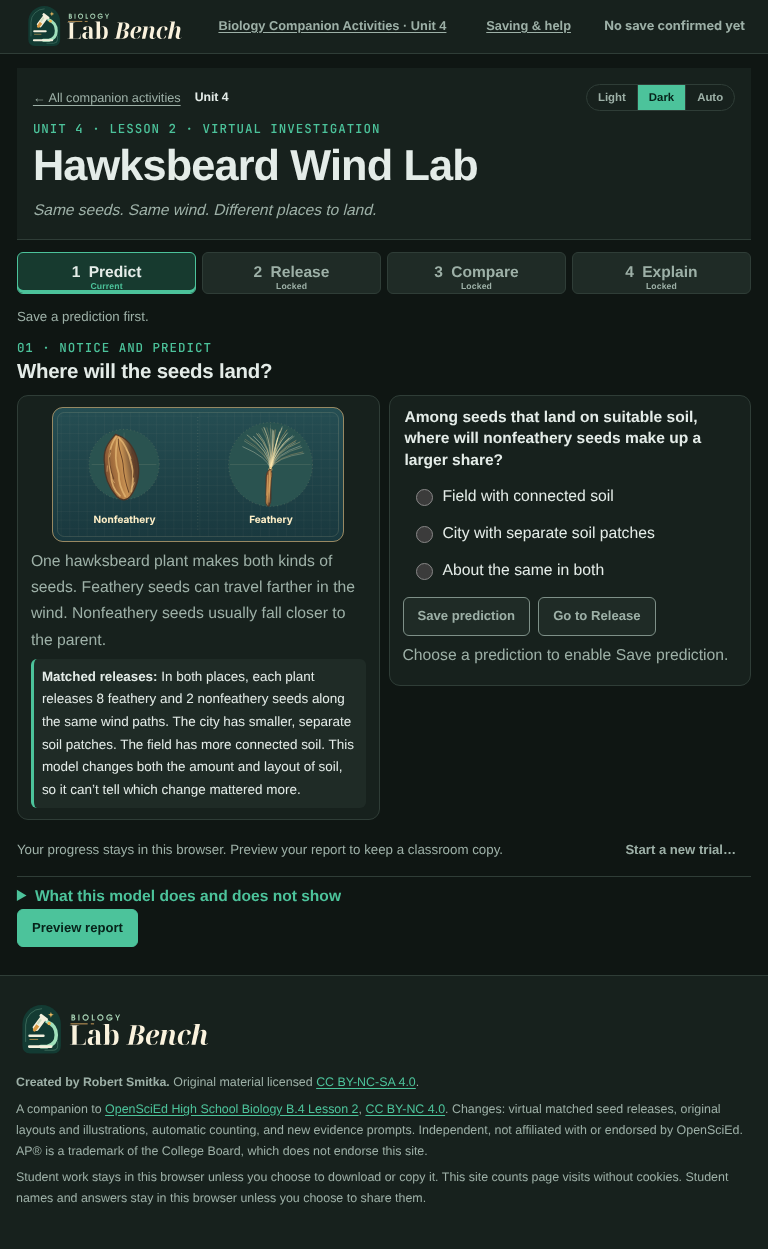 BIOLOGY
Lab Bench
Biology Companion Activities · Unit 4
Saving & help
No save confirmed yet
← All companion activities
Unit 4
Light
Dark
Auto
UNIT 4 · LESSON 2 · VIRTUAL INVESTIGATION
Hawksbeard Wind Lab
Same seeds. Same wind. Different places to land.
1 Predict
Current
2 Release
Locked
3 Compare
Locked
4 Explain
Locked
Save a prediction first.
01 · NOTICE AND PREDICT
Where will the seeds land?
Nonfeathery
Feathery
One hawksbeard plant makes both kinds of
seeds. Feathery seeds can travel farther in the
wind. Nonfeathery seeds usually fall closer to
the parent.
Matched releases: In both places, each plant
releases 8 feathery and 2 nonfeathery seeds along
the same wind paths. The city has smaller, separate
soil patches. The field has more connected soil. This
model changes both the amount and layout of soil,
so it can’t tell which change mattered more.
Among seeds that land on suitable soil,
where will nonfeathery seeds make up a
larger share?
Field with connected soil
City with separate soil patches
About the same in both
Save prediction
Go to Release
Choose a prediction to enable Save prediction.
Your progress stays in this browser. Preview your report to keep a classroom copy.
Start a new trial…
What this model does and does not show
Preview report
BIOLOGY
Lab Bench
Created by Robert Smitka. Original material licensed CC BY-NC-SA 4.0.
A companion to OpenSciEd High School Biology B.4 Lesson 2, CC BY-NC 4.0. Changes: virtual matched seed releases, original
layouts and illustrations, automatic counting, and new evidence prompts. Independent, not affiliated with or endorsed by OpenSciEd.
AP® is a trademark of the College Board, which does not endorse this site.
Student work stays in this browser unless you choose to download or copy it. This site counts page visits without cookies. Student
names and answers stay in this browser unless you choose to share them.